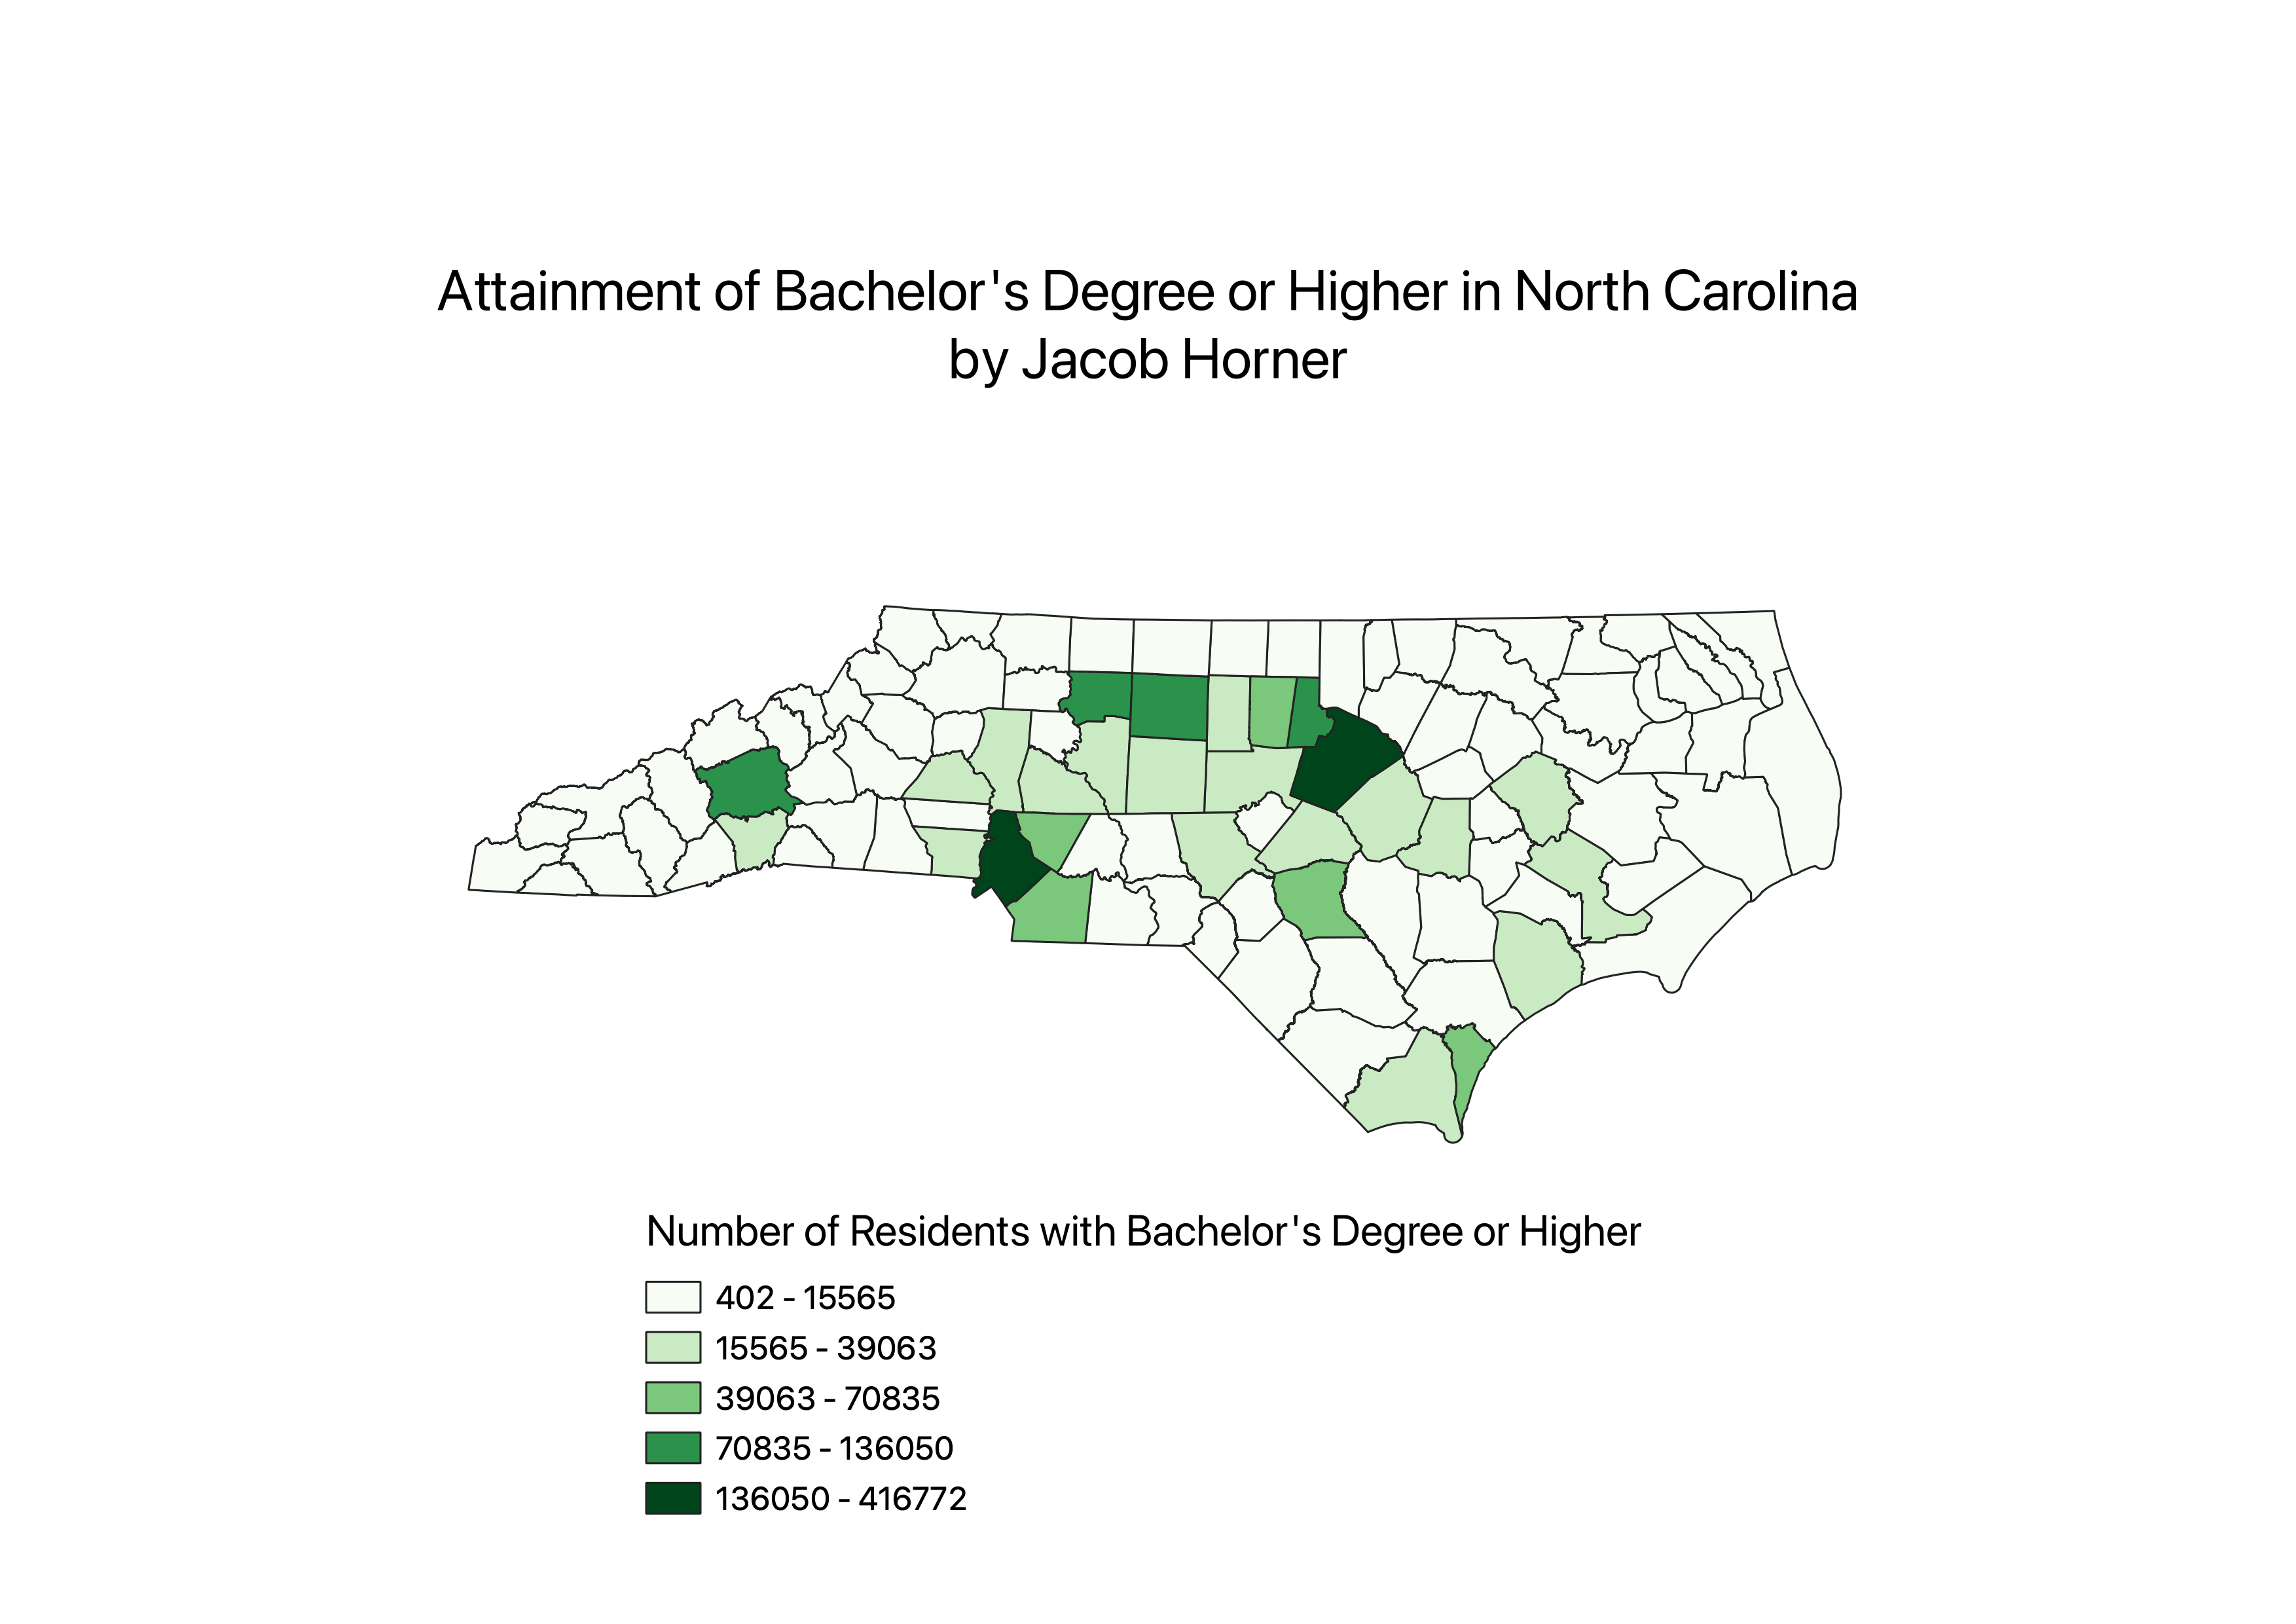 Attainment of Bachelor's Degree or Higher in North Carolina
by Jacob Horner
Number of Residents with Bachelor's Degree or Higher
402 - 15565
15565 - 39063
39063 - 70835
70835 - 136050
136050 - 416772